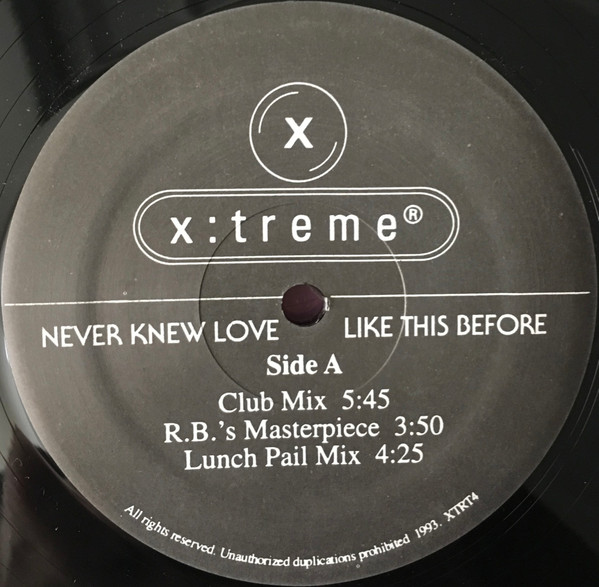 x
x:treme®
NEVER KNEW LOVE LIKE THIS BEFORE
Side A
Club Mix 5:45
R.B.'s Masterpiece 3:50
Lunch Pail Mix 4:25
All rights reserved. Unauthorized duplications prohibited 1993. XTRT4